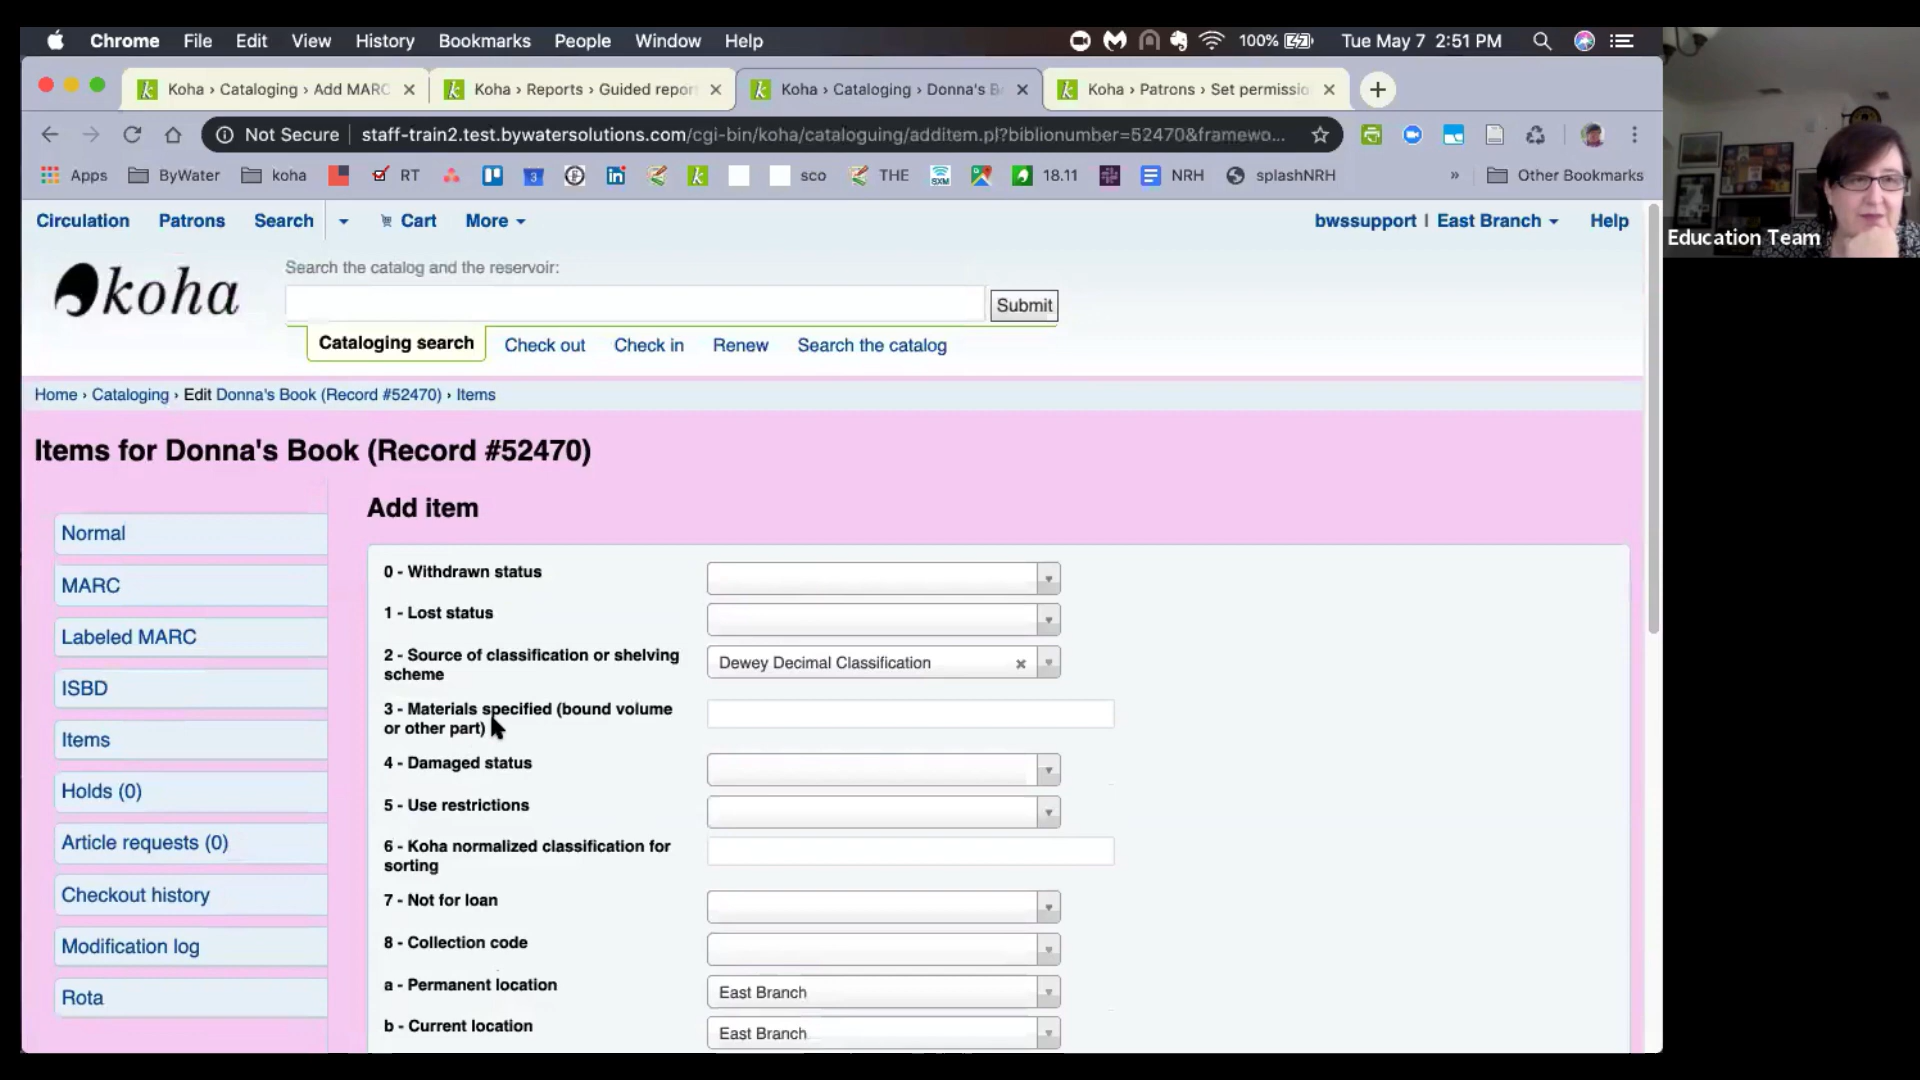 Chrome File Edit View History Bookmarks People Window Help 100% Tue May 7 2:51 PM
Koha › Cataloging › Add MARC Koha › Reports › Guided repor Koha › Cataloging › Donna's B Koha › Patrons › Set permissio
Not Secure staff-train2.test.bywatersolutions.com/cgi-bin/koha/cataloguing/additem.pl?biblionumber=52470&framewo...
Apps ByWater koha RT sco THE 18.11 NRH splashNRH » Other Bookmarks
Circulation Patrons Search Cart More bwssupport | East Branch Help
koha
Search the catalog and the reservoir:
Submit
Cataloging search Check out Check in Renew Search the catalog
Home › Cataloging › Edit Donna's Book (Record #52470) › Items
Items for Donna's Book (Record #52470)
Normal
MARC
Labeled MARC
ISBD
Items
Holds (0)
Article requests (0)
Checkout history
Modification log
Rota
Add item
0 - Withdrawn status
1 - Lost status
2 - Source of classification or shelving
scheme
Dewey Decimal Classification
3 - Materials specified (bound volume
or other part)
4 - Damaged status
5 - Use restrictions
6 - Koha normalized classification for
sorting
7 - Not for loan
8 - Collection code
a - Permanent location East Branch
b - Current location East Branch
Education Team